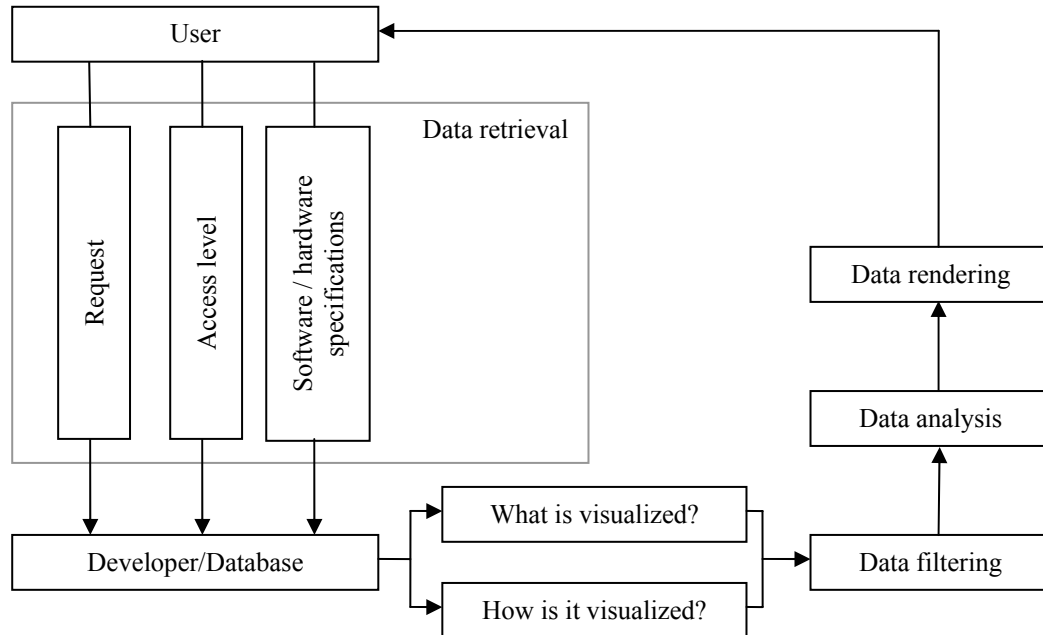 User
Data retrieval
Request
Access level
Software / hardware
specifications
Data rendering
Data analysis
What is visualized?
Developer/Database
Data filtering
How is it visualized?